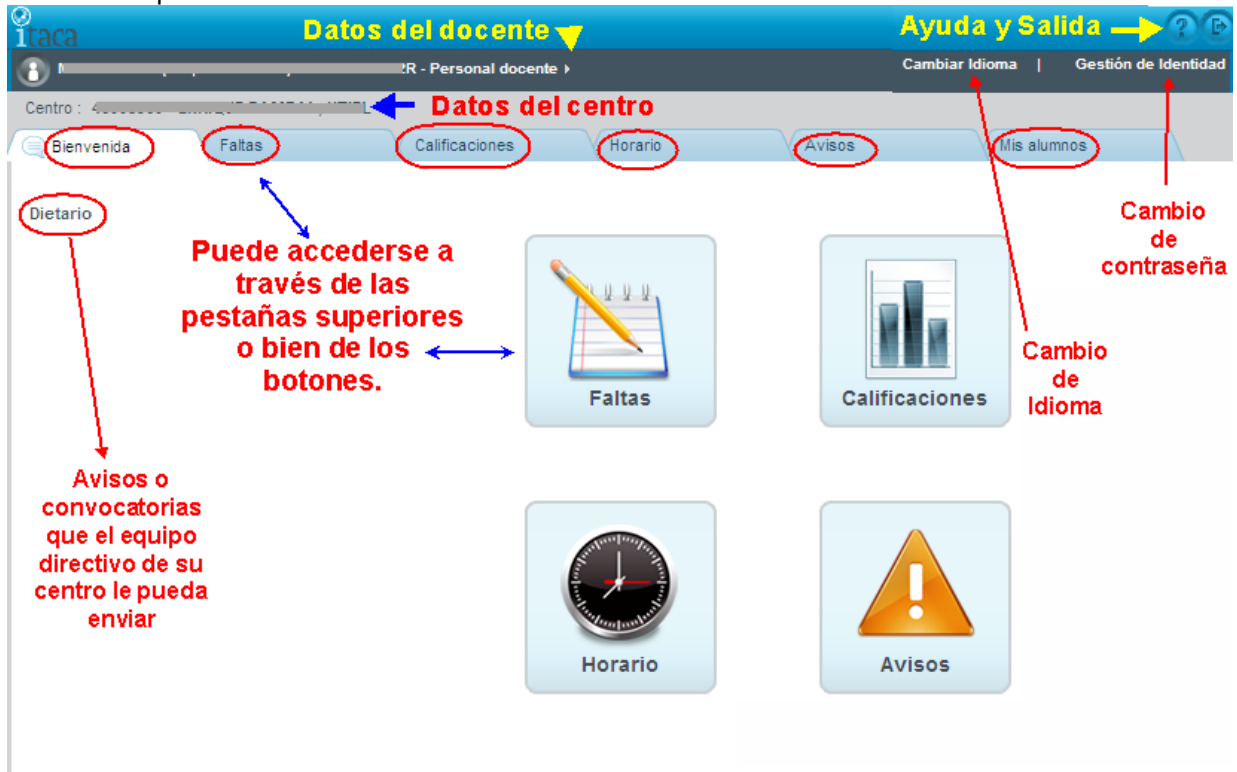 itaca
Datos del docente
Ayuda y Salida
- Personal docente
Cambiar Idioma | Gestión de Identidad
Centro :
Datos del centro
Bienvenida
Faltas
Calificaciones
Horario
Avisos
Mis alumnos
Dietario
Puede accederse a
través de las
pestañas superiores
o bien de los
botones.
Cambio
de
contraseña
Cambio
de
Idioma
Faltas
Calificaciones
Avisos o
convocatorias
que el equipo
directivo de su
centro le pueda
enviar
Horario
Avisos